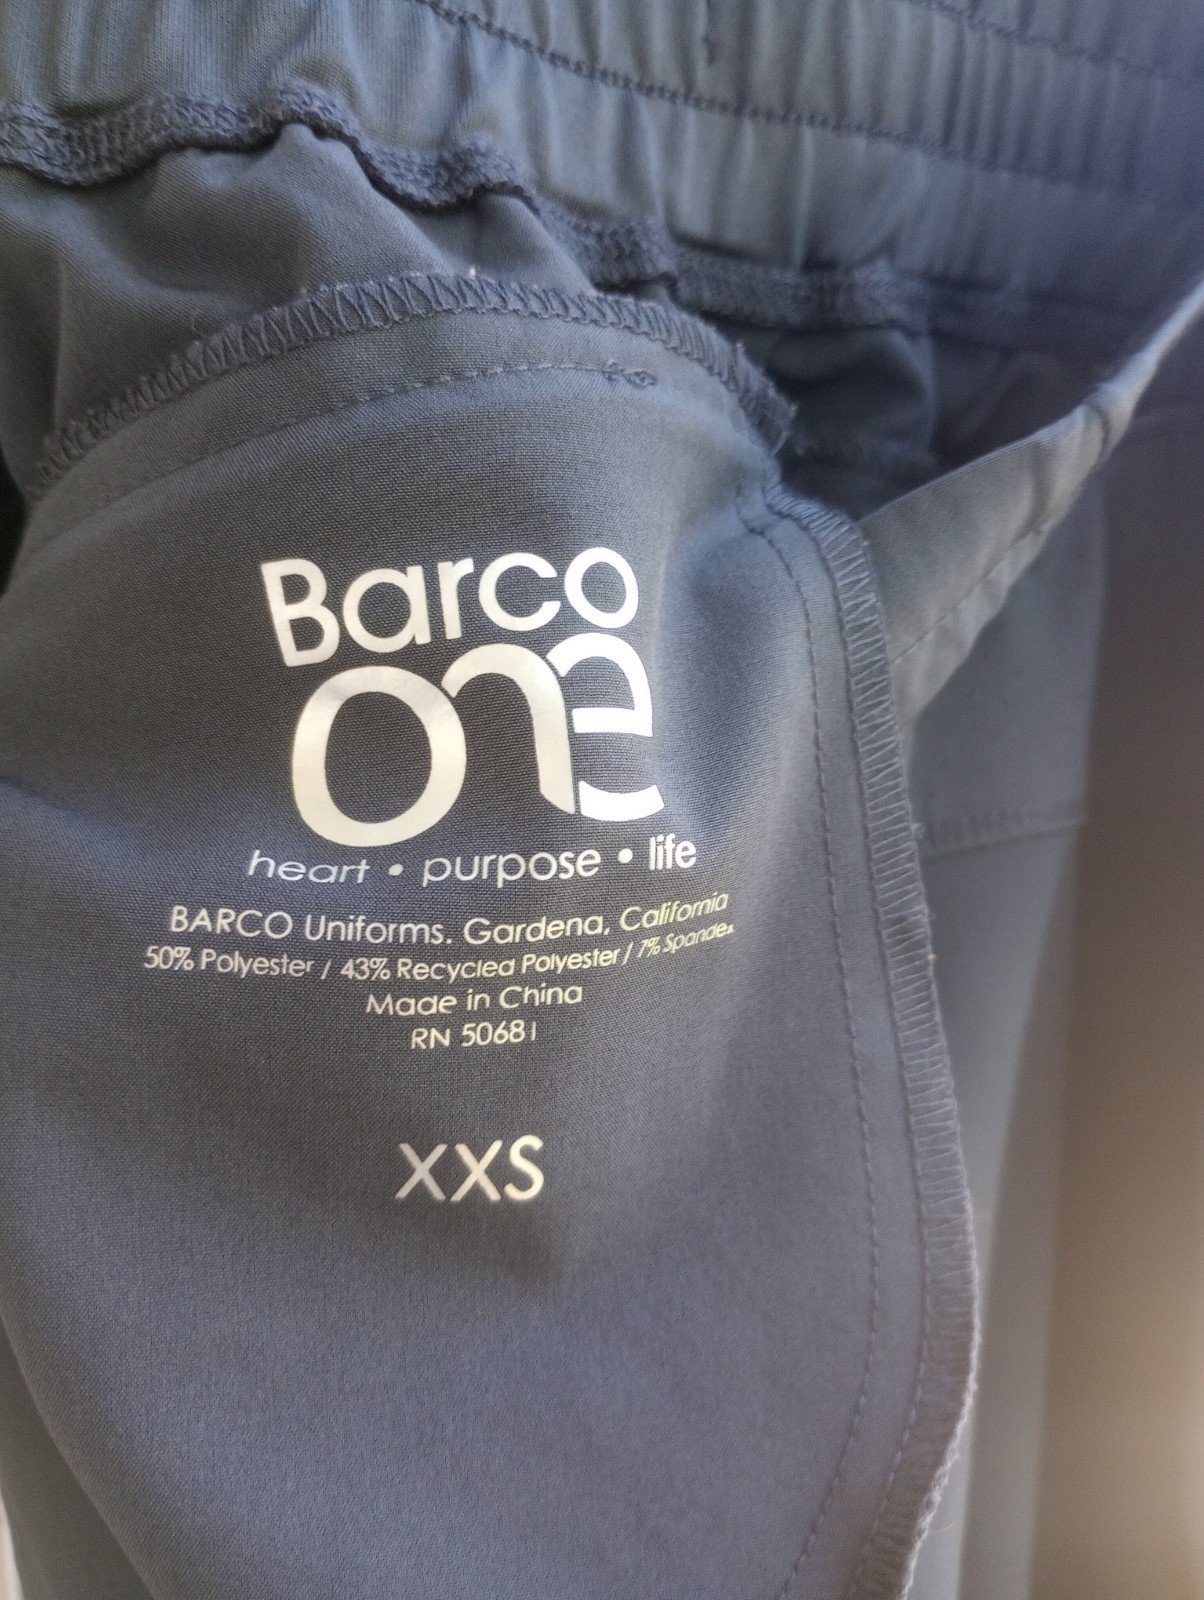 Barco
one
heart • purpose • life
BARCO Uniforms. Gardena, California
50% Polyester / 43% Recycled Polyester / 7% Spandex
Made in China
RN 50681
XXS